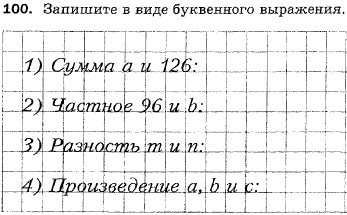 100. Запишите в виде буквенного выражения.
1) Сумма a и 126:
2) Частное 96 и b:
3) Разность m и n:
4) Произведение a, b и c: